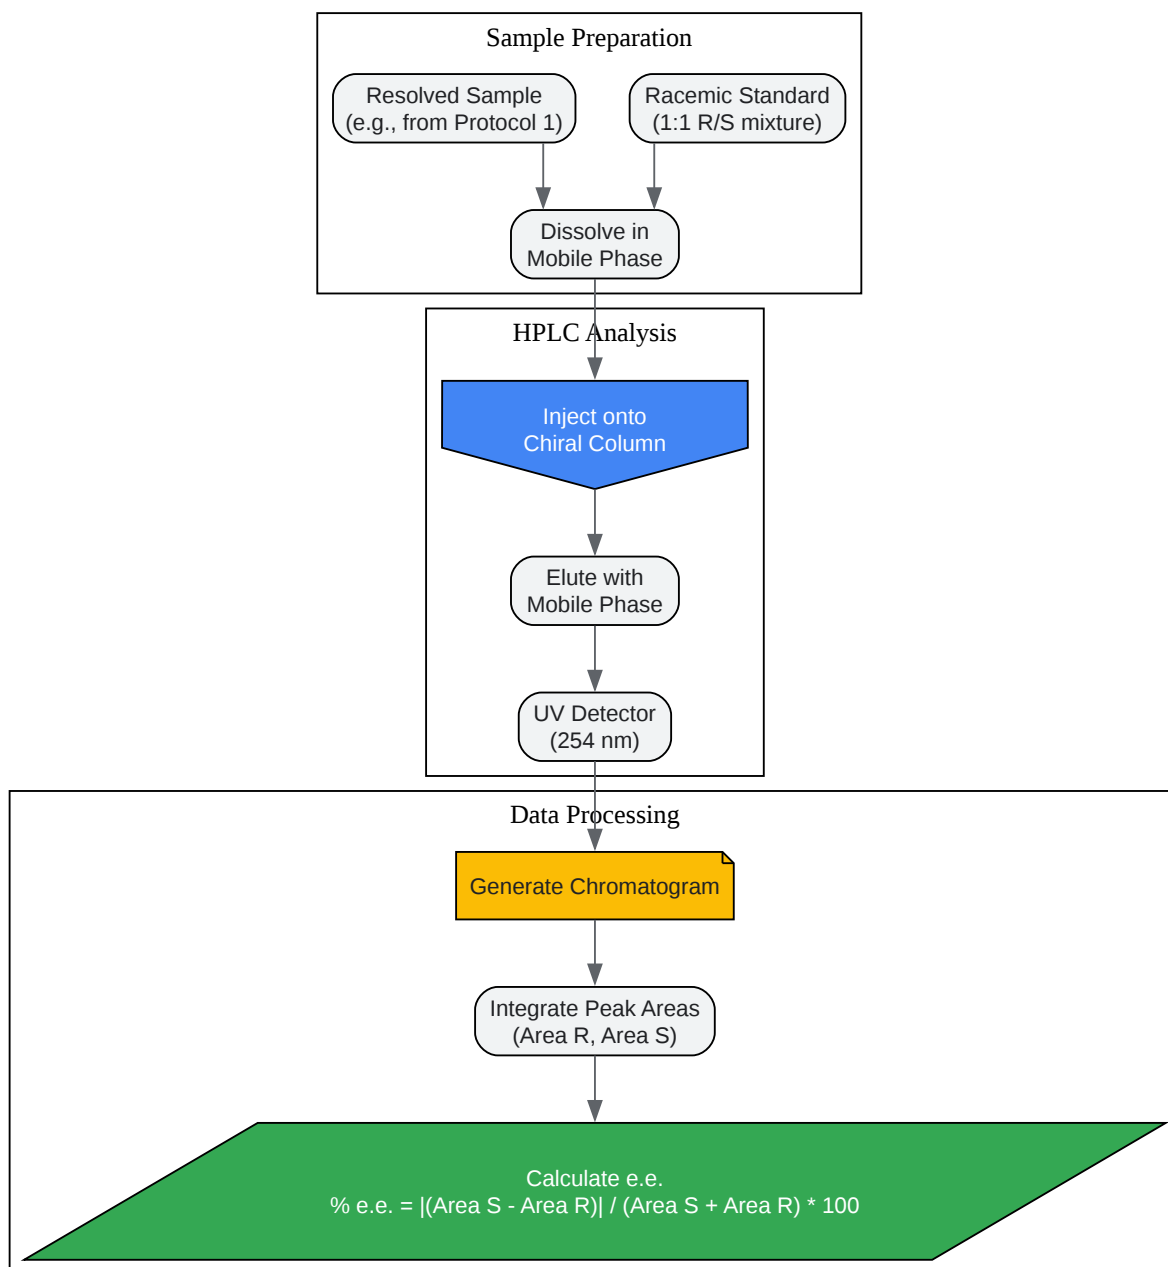 Sample Preparation
Resolved Sample
(e.g., from Protocol 1)
Racemic Standard
(1:1 R/S mixture)
Dissolve in
Mobile Phase
HPLC Analysis
Inject onto
Chiral Column
Elute with
Mobile Phase
UV Detector
(254 nm)
Data Processing
Generate Chromatogram
Integrate Peak Areas
(Area R, Area S)
Calculate e.e.
% e.e. = |(Area S - Area R)| / (Area S + Area R) * 100